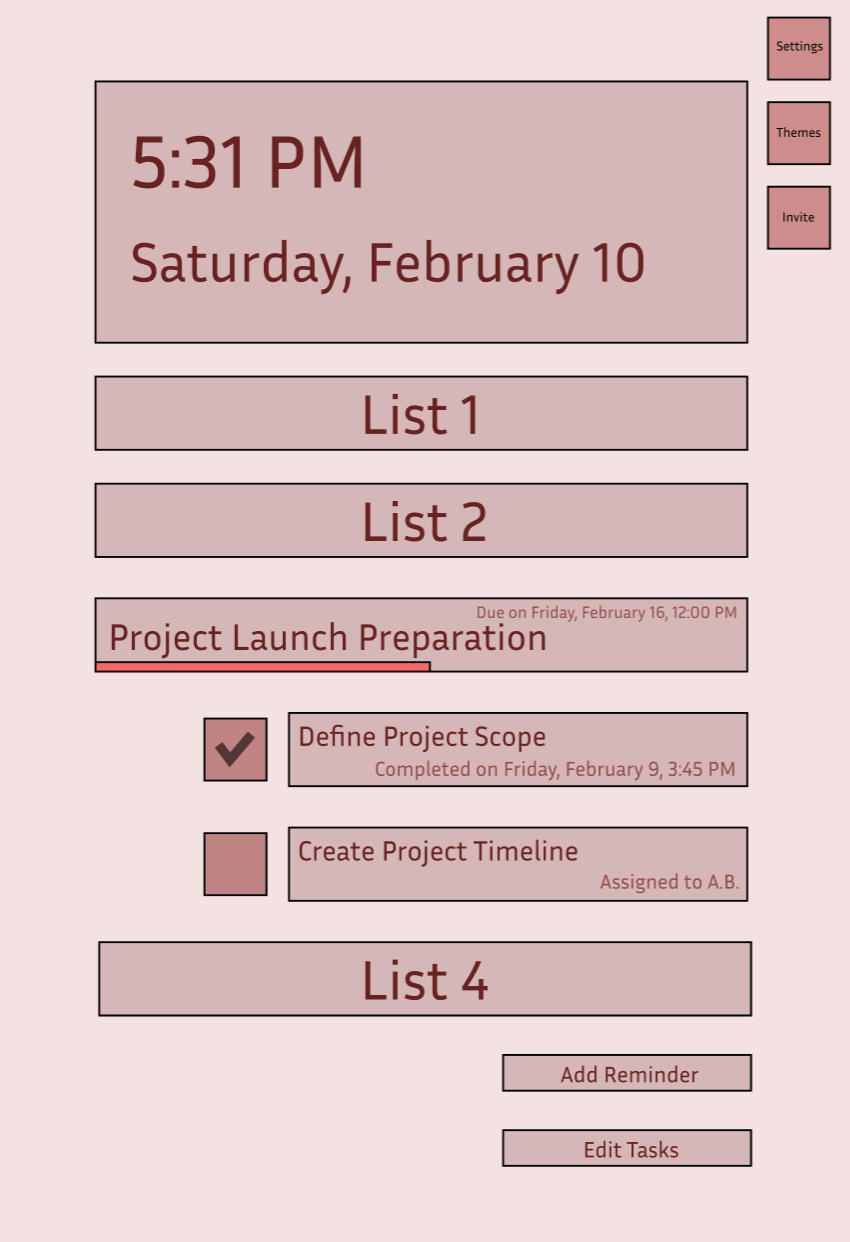 Settings
5:31 PM
Themes
Invite
Saturday, February 10
List 1
List 2
Due on Friday, February 16, 12:00 PM
Project Launch Preparation
Define Project Scope
Completed on Friday, February 9, 3:45 PM
Create Project Timeline
Assigned to A.B.
List 4
Add Reminder
Edit Tasks